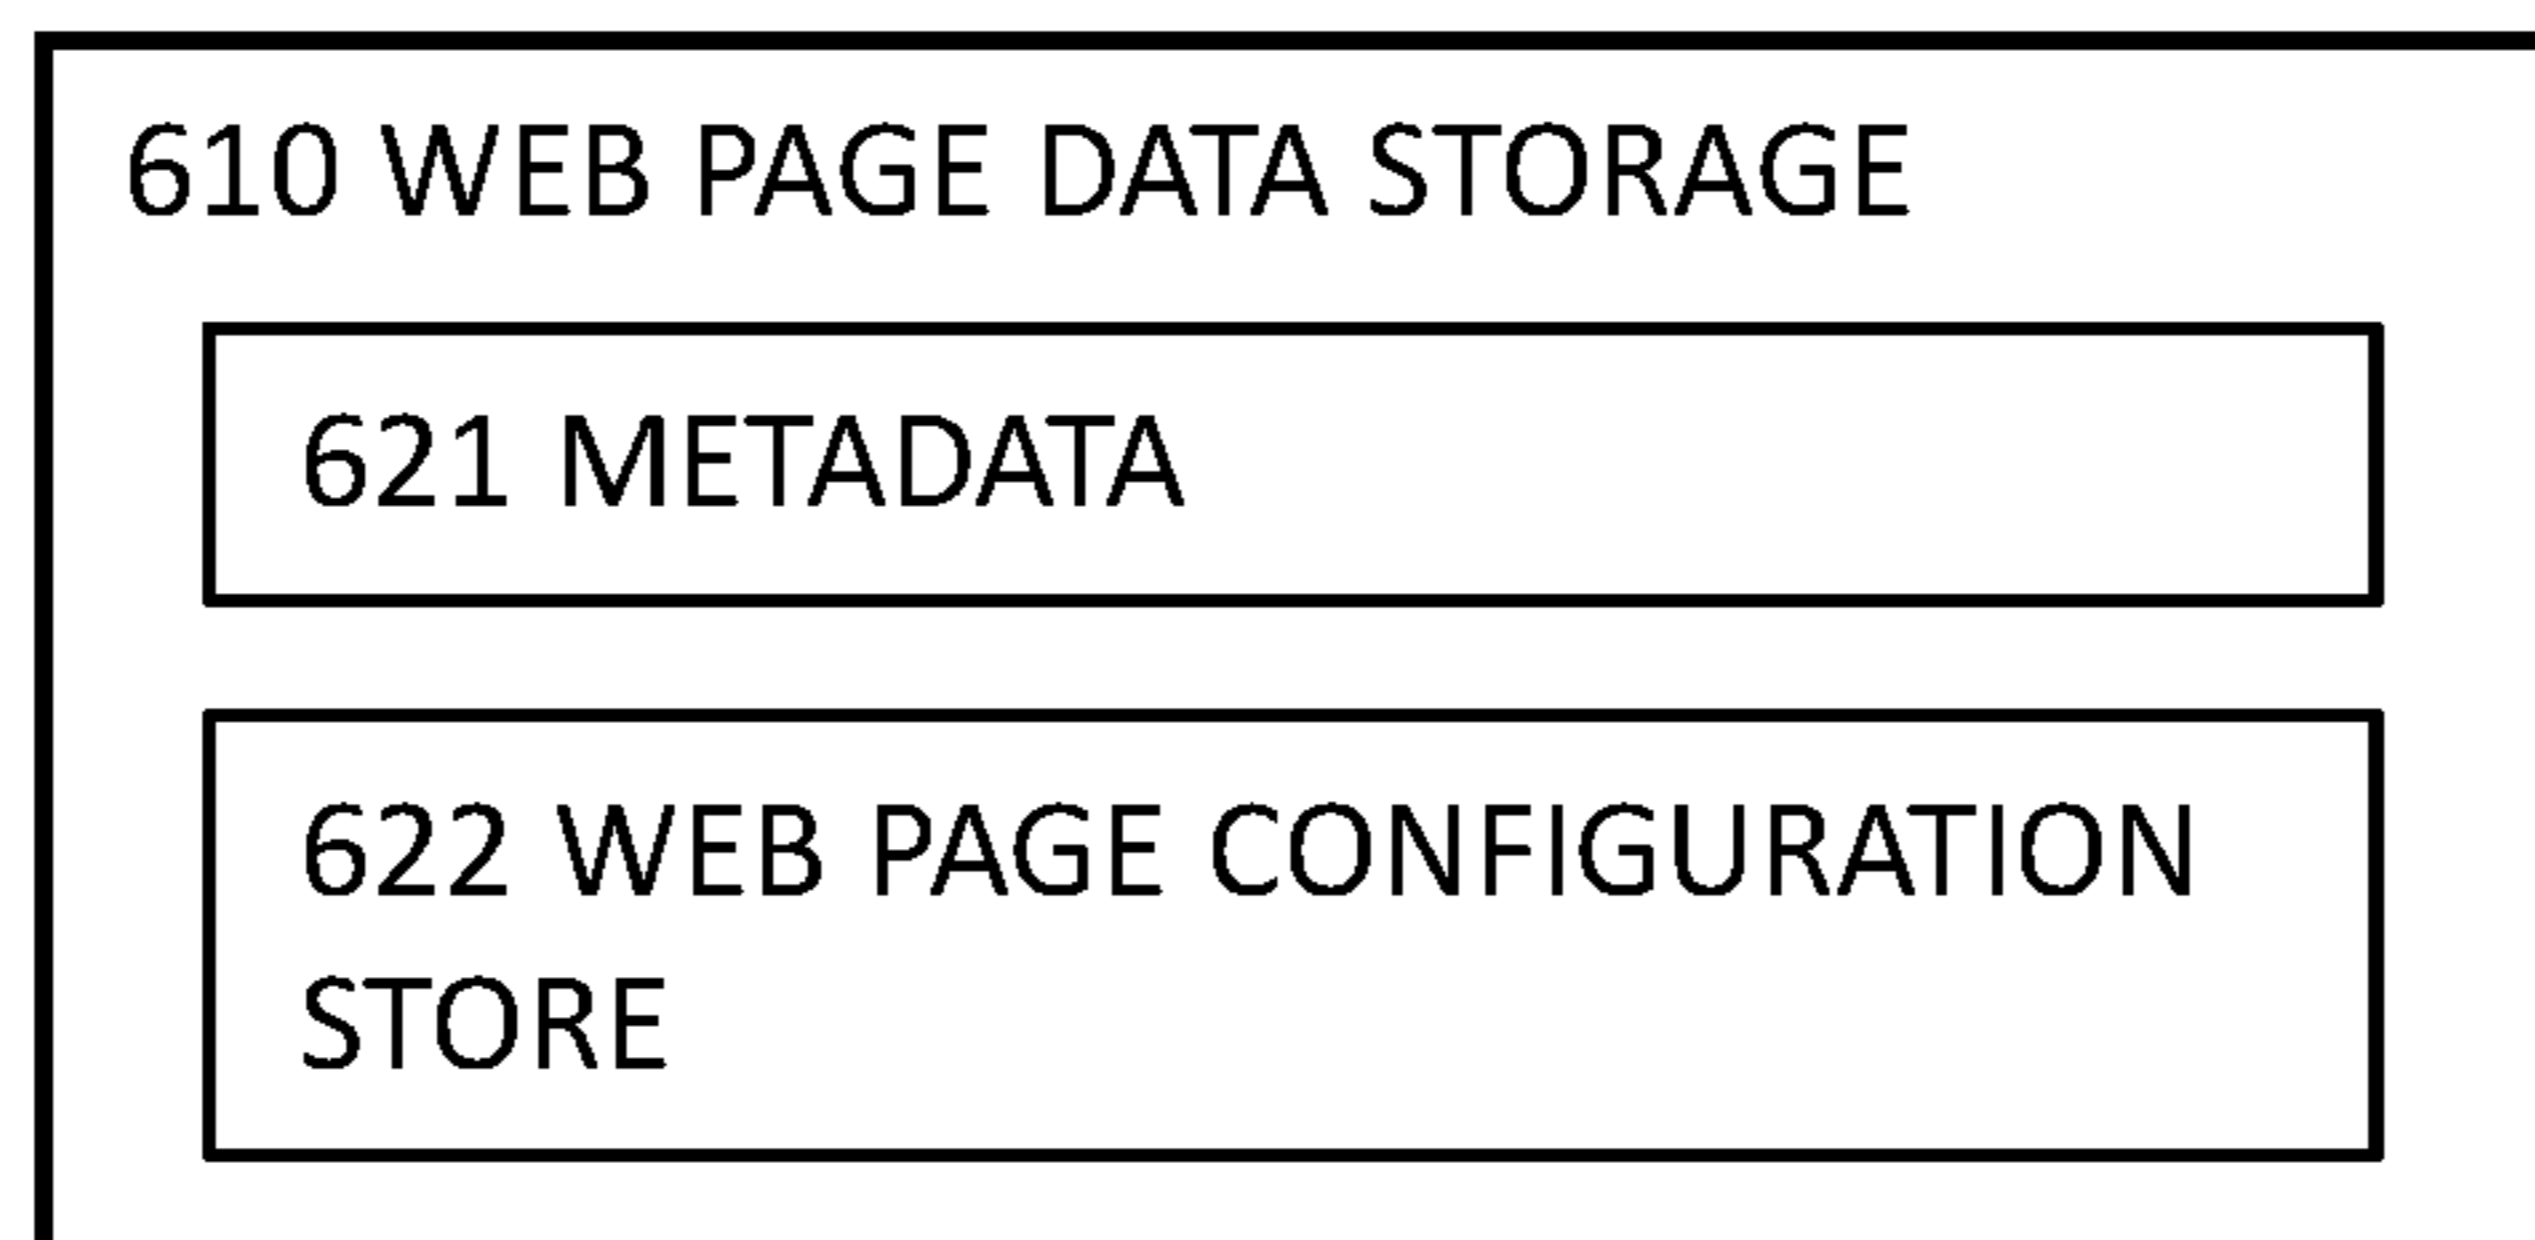 610 WEB PAGE DATA STORAGE
621 METADATA
622 WEB PAGE CONFIGURATION
STORE